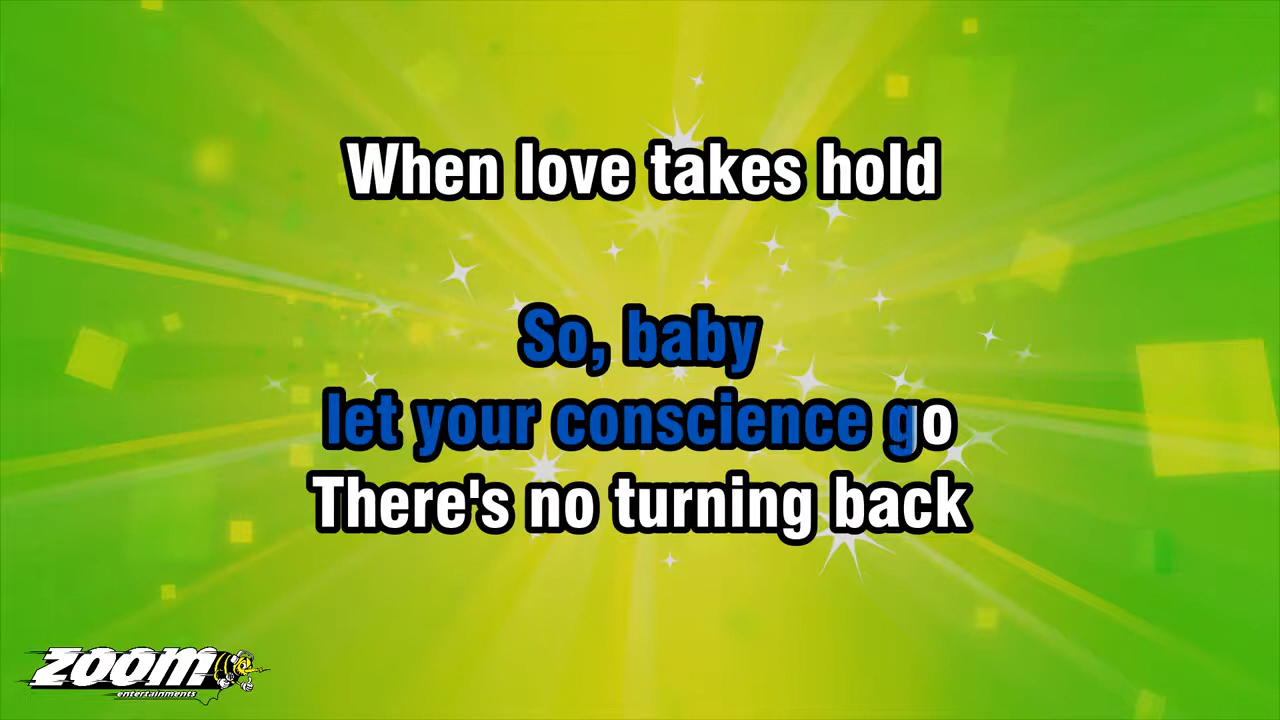 When love takes hold
So, baby
let your conscience go
There's no turning back
zoom
entertainments